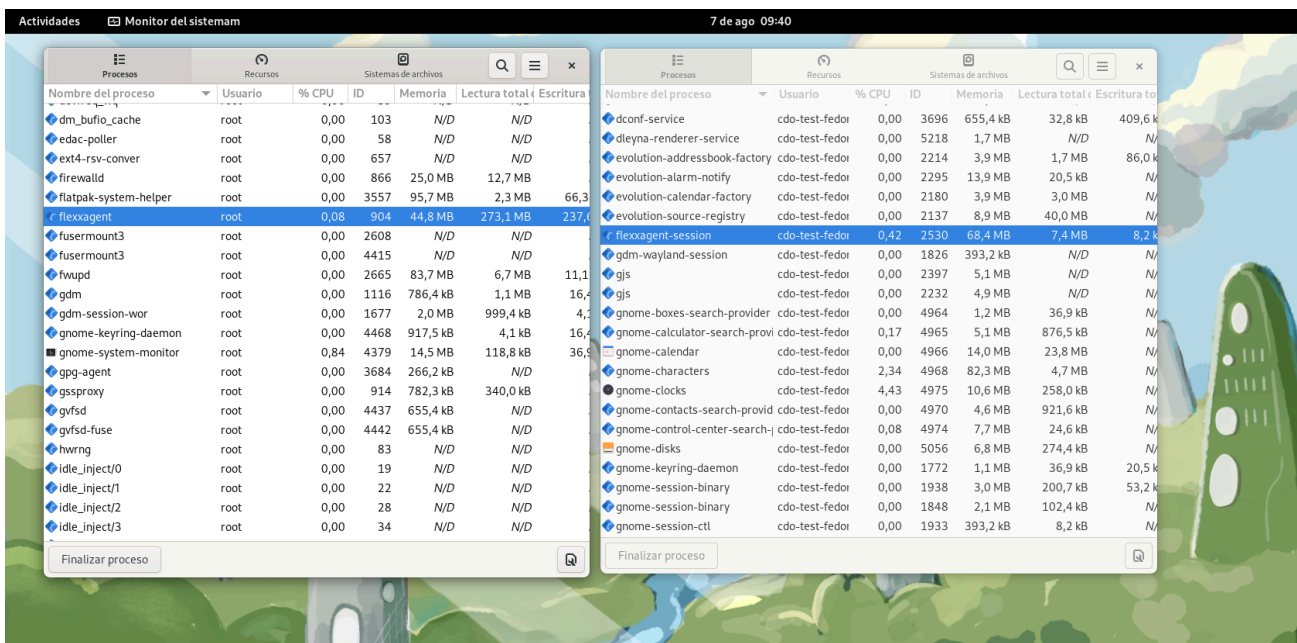 Actividades Monitor del sistemam 7 de ago 09:40
Procesos Recursos Sistemas de archivos
Nombre del proceso Usuario % CPU ID Memoria Lectura total Escritura
dm_bufio_cache root 0,00 103 N/D N/D
edac-poller root 0,00 58 N/D N/D
ext4-rsv-conver root 0,00 657 N/D N/D
firewalld root 0,00 866 25,0 MB 12,7 MB
flatpak-system-helper root 0,00 3557 95,7 MB 2,3 MB 66,3
flexxagent root 0,08 904 44,8 MB 273,1 MB 237,6
fusermount3 root 0,00 2608 N/D N/D
fusermount3 root 0,00 4415 N/D N/D
fwupd root 0,00 2665 83,7 MB 6,7 MB 11,1
gdm root 0,00 1116 786,4 kB 1,1 MB 16,4
gdm-session-wor root 0,00 1677 2,0 MB 999,4 kB 4,1
gnome-keyring-daemon root 0,00 4468 917,5 kB 4,1 kB 16,4
gnome-system-monitor root 0,84 4379 14,5 MB 118,8 kB 36,9
gpg-agent root 0,00 3684 266,2 kB N/D
gssproxy root 0,00 914 782,3 kB 340,0 kB
gvfsd root 0,00 4437 655,4 kB N/D
gvfsd-fuse root 0,00 4442 655,4 kB N/D
hwrng root 0,00 83 N/D N/D
idle_inject/0 root 0,00 19 N/D N/D
idle_inject/1 root 0,00 22 N/D N/D
idle_inject/2 root 0,00 28 N/D N/D
idle_inject/3 root 0,00 34 N/D N/D
Finalizar proceso
Procesos Recursos Sistemas de archivos
Nombre del proceso Usuario % CPU ID Memoria Lectura total Escritura to
dconf-service cdo-test-fedor 0,00 3696 655,4 kB 32,8 kB 409,6 k
dleyna-renderer-service cdo-test-fedor 0,00 5218 1,7 MB N/D N/
evolution-addressbook-factory cdo-test-fedor 0,00 2214 3,9 MB 1,7 MB 86,0 k
evolution-alarm-notify cdo-test-fedor 0,00 2295 13,9 MB 20,5 kB N/
evolution-calendar-factory cdo-test-fedor 0,00 2180 3,9 MB 3,0 MB N/
evolution-source-registry cdo-test-fedor 0,00 2137 8,9 MB 40,0 MB N/
flexxagent-session cdo-test-fedor 0,42 2530 68,4 MB 7,4 MB 8,2 k
gdm-wayland-session cdo-test-fedor 0,00 1826 393,2 kB N/D N/
gjs cdo-test-fedor 0,00 2397 5,1 MB N/D N/
gjs cdo-test-fedor 0,00 2232 4,9 MB N/D N/
gnome-boxes-search-provider cdo-test-fedor 0,00 4964 1,2 MB 36,9 kB N/
gnome-calculator-search-provi cdo-test-fedor 0,17 4965 5,1 MB 876,5 kB N/
gnome-calendar cdo-test-fedor 0,00 4966 14,0 MB 23,8 MB N/
gnome-characters cdo-test-fedor 2,34 4968 82,3 MB 4,7 MB N/
gnome-clocks cdo-test-fedor 4,43 4975 10,6 MB 258,0 kB N/
gnome-contacts-search-provid cdo-test-fedor 0,00 4970 4,6 MB 921,6 kB N/
gnome-control-center-search- cdo-test-fedor 0,08 4974 7,7 MB 24,6 kB N/
gnome-disks cdo-test-fedor 0,00 5056 6,8 MB 274,4 kB N/
gnome-keyring-daemon cdo-test-fedor 0,00 1772 1,1 MB 36,9 kB 20,5 k
gnome-session-binary cdo-test-fedor 0,00 1938 3,0 MB 200,7 kB 53,2 k
gnome-session-binary cdo-test-fedor 0,00 1848 2,1 MB 102,4 kB N/
gnome-session-ctl cdo-test-fedor 0,00 1933 393,2 kB 8,2 kB N/
Finalizar proceso